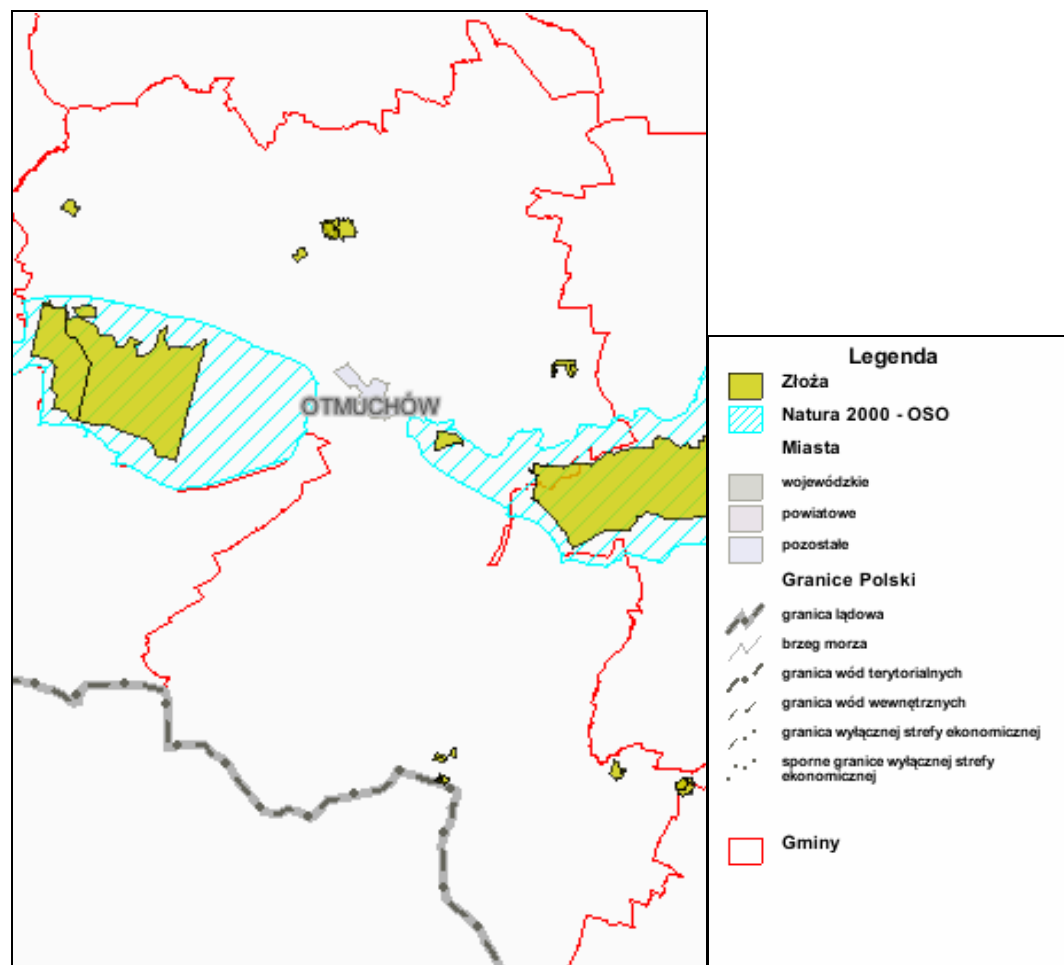 OTMUCHÓW
Legenda
Złoża
Natura 2000 - OSO
Miasta
wojewódzkie
powiatowe
pozostałe
Granice Polski
granica lądowa
brzeg morza
granica wód terytorialnych
granica wód wewnętrznych
granica wyłącznej strefy ekonomicznej
sporne granice wyłącznej strefy
ekonomicznej
Gminy